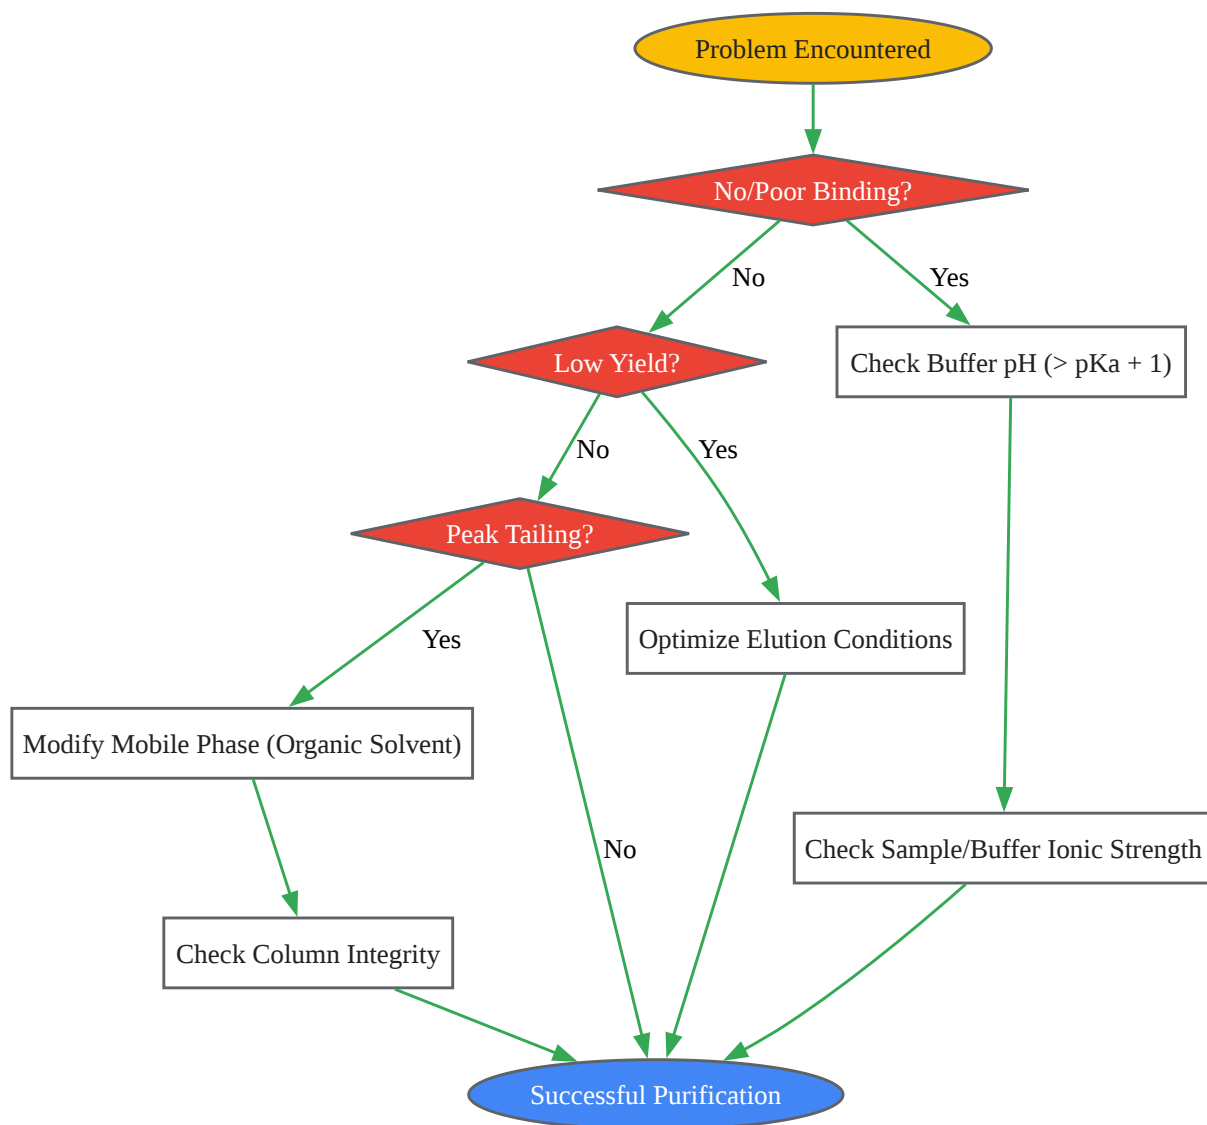 Problem Encountered
No/Poor Binding?
No
Yes
Low Yield?
Check Buffer pH (> pKa + 1)
No
Yes
Peak Tailing?
Optimize Elution Conditions
Yes
Modify Mobile Phase (Organic Solvent)
No
Check Sample/Buffer Ionic Strength
Check Column Integrity
Successful Purification